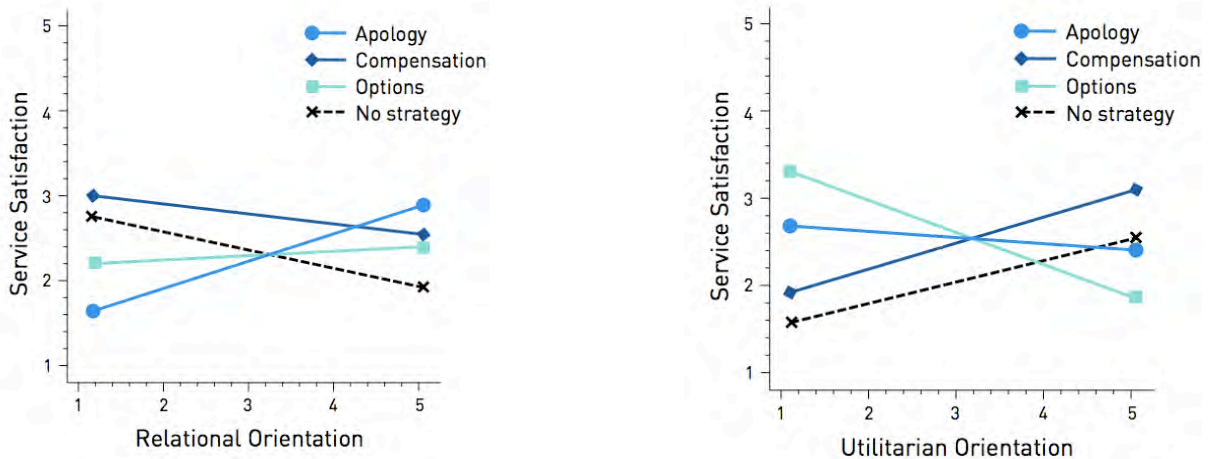 5
4
3
2
1
Service Satisfaction
Apology
Compensation
Options
No strategy
1 2 3 4 5
Relational Orientation
5
4
3
2
1
Service Satisfaction
Apology
Compensation
Options
No strategy
1 2 3 4 5
Utilitarian Orientation